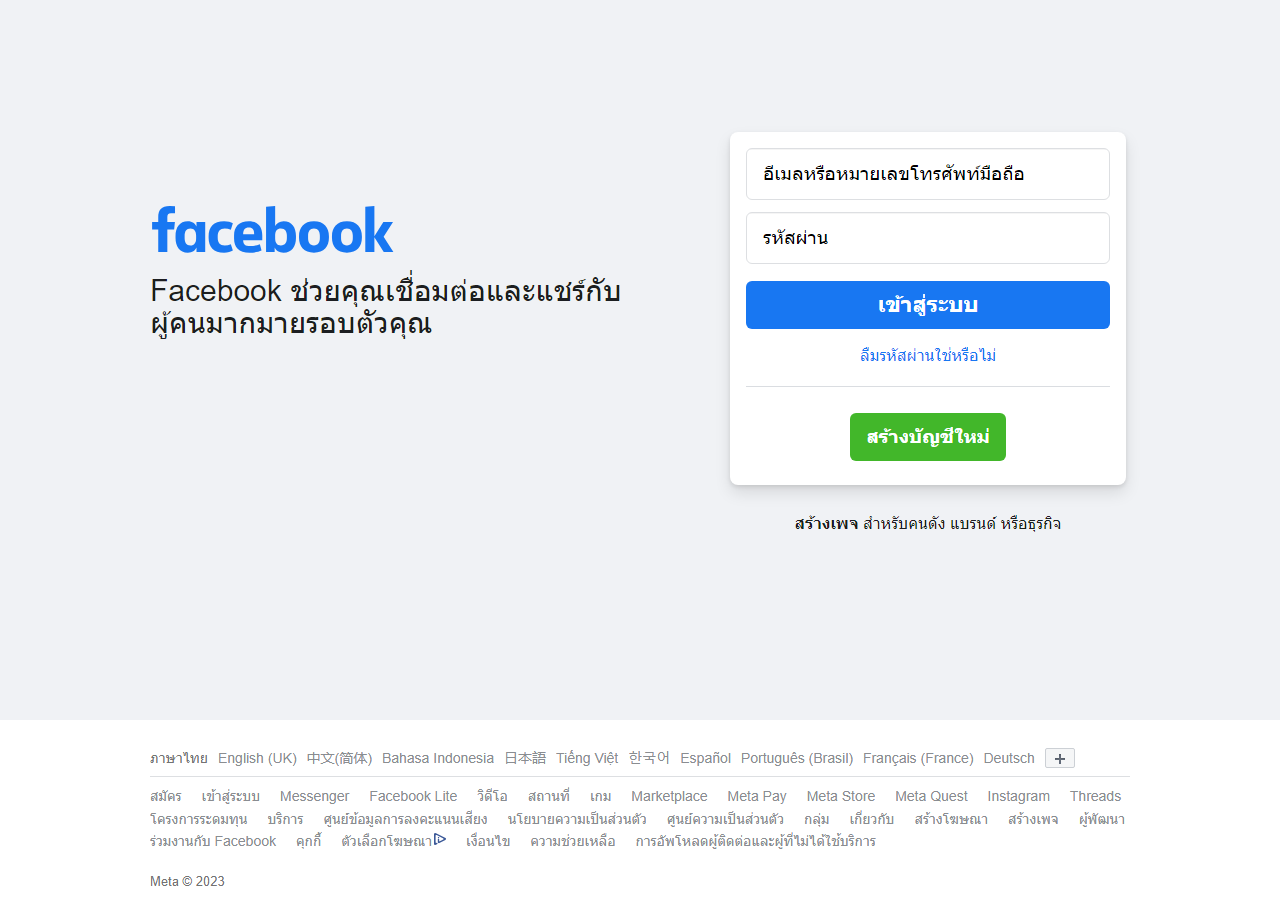 facebook
Facebook ช่วยคุณเชื่อมต่อและแชร์กับ
ผู้คนมากมายรอบตัวคุณ
อีเมลหรือหมายเลขโทรศัพท์มือถือ
รหัสผ่าน
เข้าสู่ระบบ
ลืมรหัสผ่านใช่หรือไม่
สร้างบัญชีใหม่
สร้างเพจ สำหรับคนดัง แบรนด์ หรือธุรกิจ
ภาษาไทย English (UK) 中文(简体) Bahasa Indonesia 日本語 Tiếng Việt 한국어 Español Português (Brasil) Français (France) Deutsch
สมัคร เข้าสู่ระบบ Messenger Facebook Lite วิดีโอ สถานที่ เกม Marketplace Meta Pay Meta Store Meta Quest Instagram Threads
โครงการระดมทุน บริการ ศูนย์ข้อมูลการลงคะแนนเสียง นโยบายความเป็นส่วนตัว ศูนย์ความเป็นส่วนตัว กลุ่ม เกี่ยวกับ สร้างโฆษณา สร้างเพจ ผู้พัฒนา
ร่วมงานกับ Facebook คุกกี้ ตัวเลือกโฆษณา เงื่อนไข ความช่วยเหลือ การอัพโหลดผู้ติดต่อและผู้ที่ไม่ได้ใช้บริการ
Meta © 2023